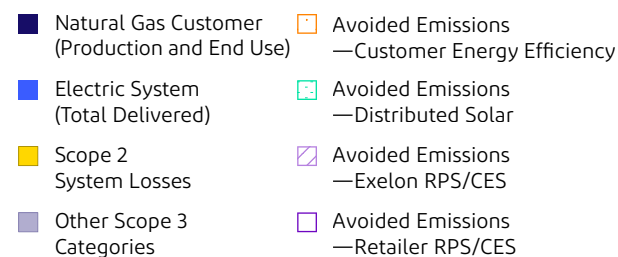 Natural Gas Customer
(Production and End Use)
Electric System
(Total Delivered)
Scope 2
System Losses
Other Scope 3
Categories
Avoided Emissions
—Customer Energy Efficiency
Avoided Emissions
—Distributed Solar
Avoided Emissions
—Exelon RPS/CES
Avoided Emissions
—Retailer RPS/CES